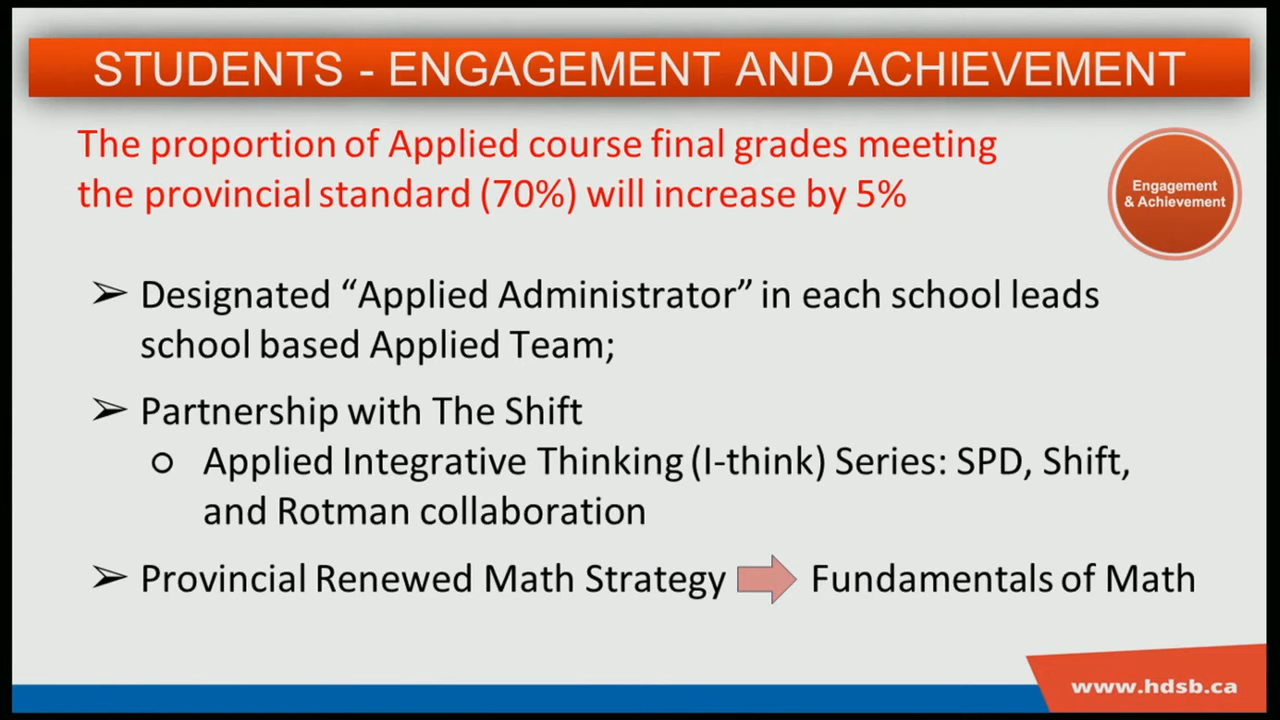 STUDENTS - ENGAGEMENT AND ACHIEVEMENT
The proportion of Applied course final grades meeting
the provincial standard (70%) will increase by 5%
Engagement
& Achievement
➢ Designated “Applied Administrator” in each school leads
school based Applied Team;
➢ Partnership with The Shift
○ Applied Integrative Thinking (I-think) Series: SPD, Shift,
and Rotman collaboration
➢ Provincial Renewed Math Strategy Fundamentals of Math
www.hdsb.ca